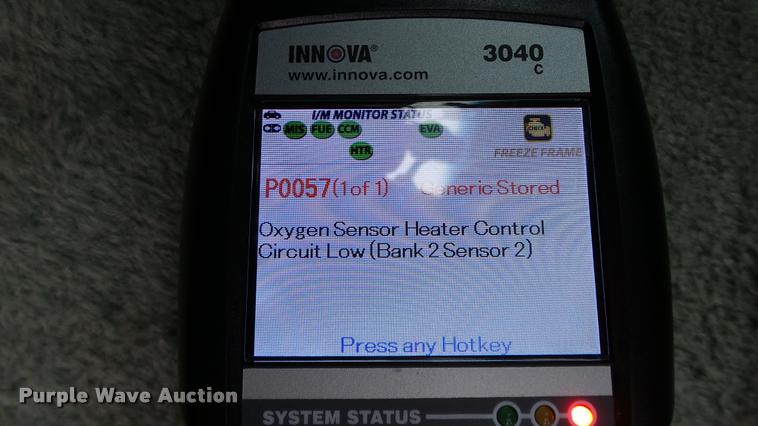 INNOVA®
3040
www.innova.com
C
I/M MONITOR STATUS
MIS FUE CCM EVA
CHECK
HTR
FREEZE FRAME
P0057(1 of 1) Generic Stored
Oxygen Sensor Heater Control
Circuit Low (Bank 2 Sensor 2)
Press any Hotkey
Purple Wave Auction
SYSTEM STATUS